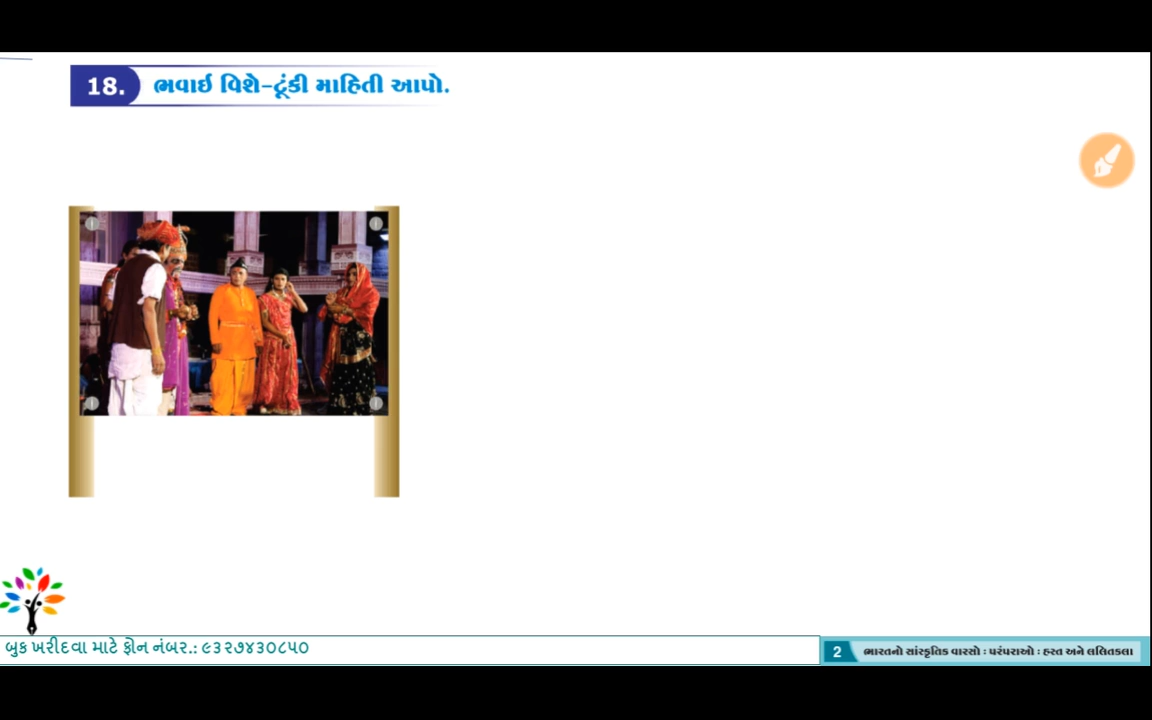 18. ભવાઇ વિશે-ટૂંકી માહિતી આપો.
બુક ખરીદવા માટે ફોન નંબર.: ૯૩૨૭૪૩૦૮૫૦
2 ભારતનો સાંસ્કૃતિક વારસો : પરંપરાઓ : હસ્ત અને લલિતકલા